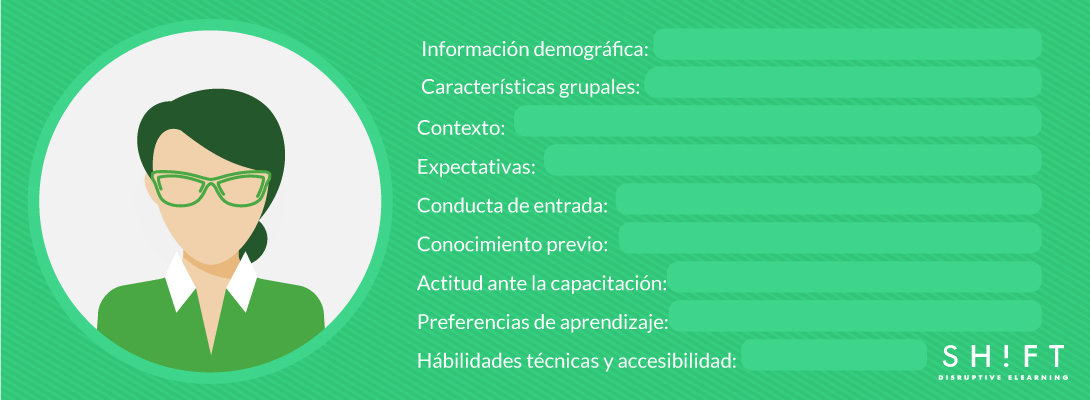 Información demográfica:
Características grupales:
Contexto:
Expectativas:
Conducta de entrada:
Conocimiento previo:
Actitud ante la capacitación:
Preferencias de aprendizaje:
Hábilidades técnicas y accesibilidad:
SH!FT
DISRUPTIVE ELEARNING